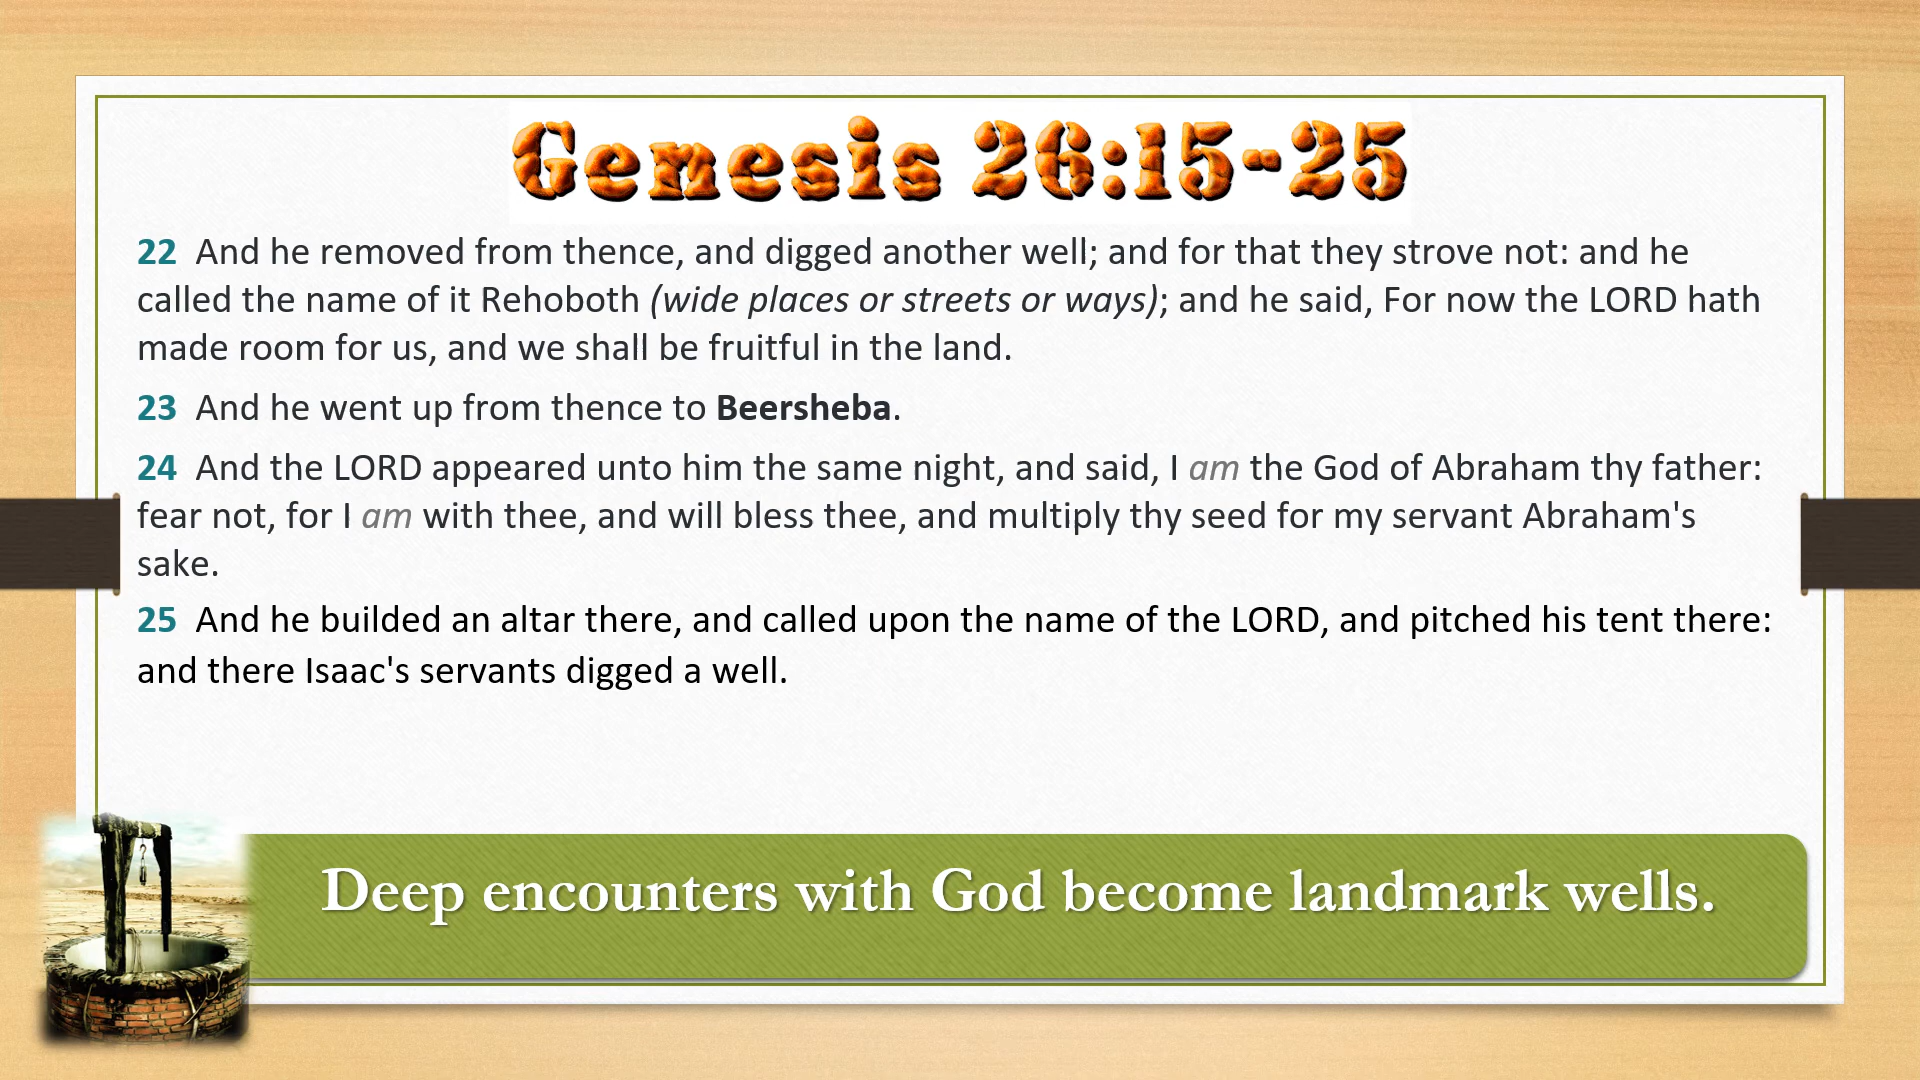 Genesis 26:15-25
22 And he removed from thence, and digged another well; and for that they strove not: and he
called the name of it Rehoboth (wide places or streets or ways); and he said, For now the LORD hath
made room for us, and we shall be fruitful in the land.
23 And he went up from thence to Beersheba.
24 And the LORD appeared unto him the same night, and said, I am the God of Abraham thy father:
fear not, for I am with thee, and will bless thee, and multiply thy seed for my servant Abraham's
sake.
25 And he builded an altar there, and called upon the name of the LORD, and pitched his tent there:
and there Isaac's servants digged a well.
Deep encounters with God become landmark wells.